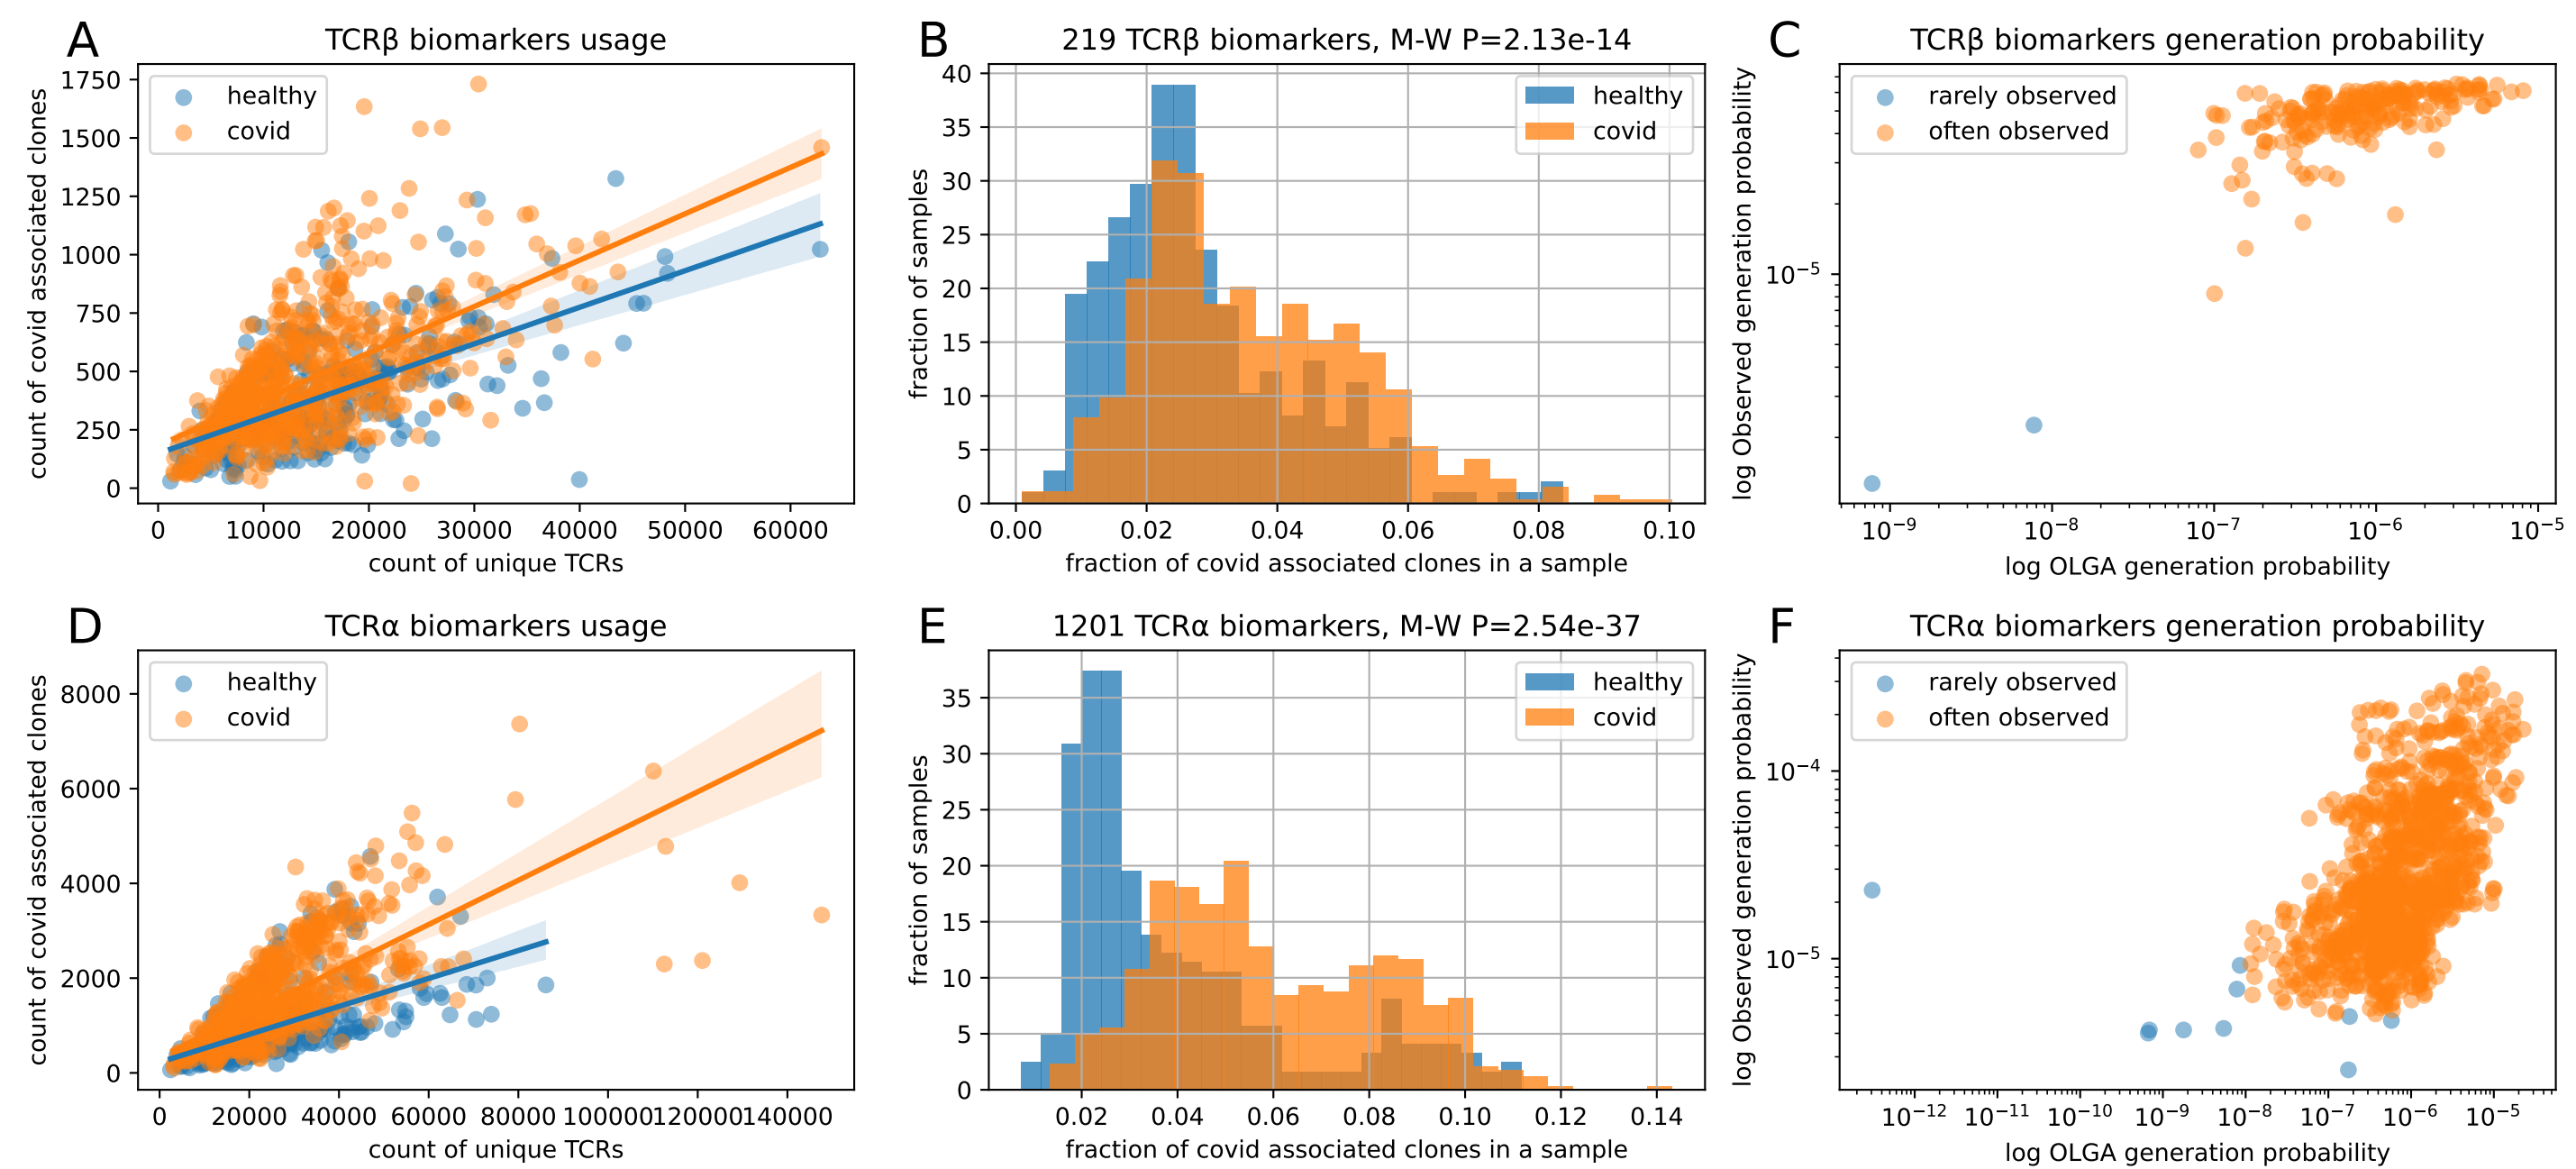 A
TCRβ biomarkers usage
healthy
covid
count of covid associated clones
1750
1500
1250
1000
750
500
250
0
0 10000 20000 30000 40000 50000 60000
count of unique TCRs
B
219 TCRβ biomarkers, M-W P=2.13e-14
healthy
covid
fraction of samples
40
35
30
25
20
15
10
5
0
0.00 0.02 0.04 0.06 0.08 0.10
fraction of covid associated clones in a sample
C
TCRβ biomarkers generation probability
rarely observed
often observed
log Observed generation probability
10⁻⁵
10⁻⁹ 10⁻⁸ 10⁻⁷ 10⁻⁶ 10⁻⁵
log OLGA generation probability
D
TCRα biomarkers usage
healthy
covid
count of covid associated clones
8000
6000
4000
2000
0
0 20000 40000 60000 80000 100000 120000 140000
count of unique TCRs
E
1201 TCRα biomarkers, M-W P=2.54e-37
healthy
covid
fraction of samples
35
30
25
20
15
10
5
0
0.02 0.04 0.06 0.08 0.10 0.12 0.14
fraction of covid associated clones in a sample
F
TCRα biomarkers generation probability
rarely observed
often observed
log Observed generation probability
10⁻⁴
10⁻⁵
10⁻¹² 10⁻¹¹ 10⁻¹⁰ 10⁻⁹ 10⁻⁸ 10⁻⁷ 10⁻⁶ 10⁻⁵
log OLGA generation probability